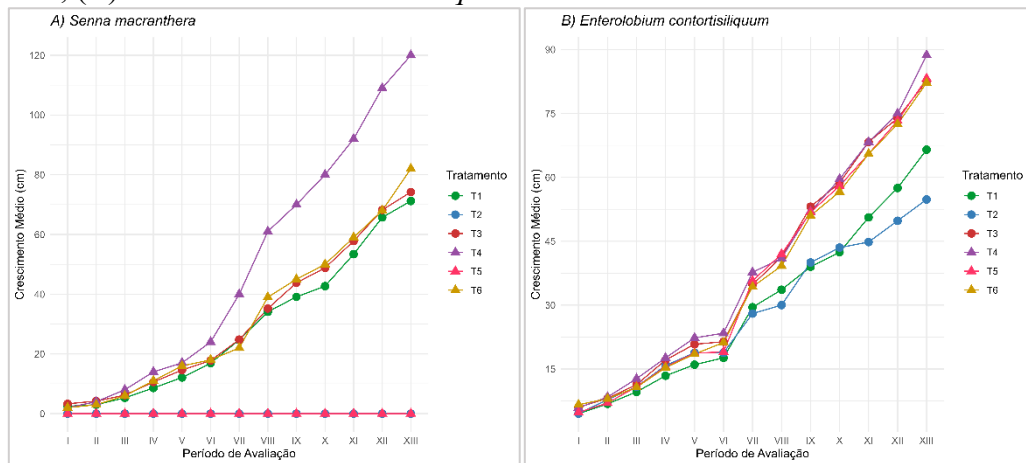 A) Senna macranthera
120
100
80
60
40
20
0
Crescimento Médio (cm)
I II III IV V VI VII VIII IX X XI XII XIII
Período de Avaliação
Tratamento
T1
T2
T3
T4
T5
T6
B) Enterolobium contortisiliquum
90
75
60
45
30
15
Crescimento Médio (cm)
I II III IV V VI VII VIII IX X XI XII XIII
Período de Avaliação
Tratamento
T1
T2
T3
T4
T5
T6